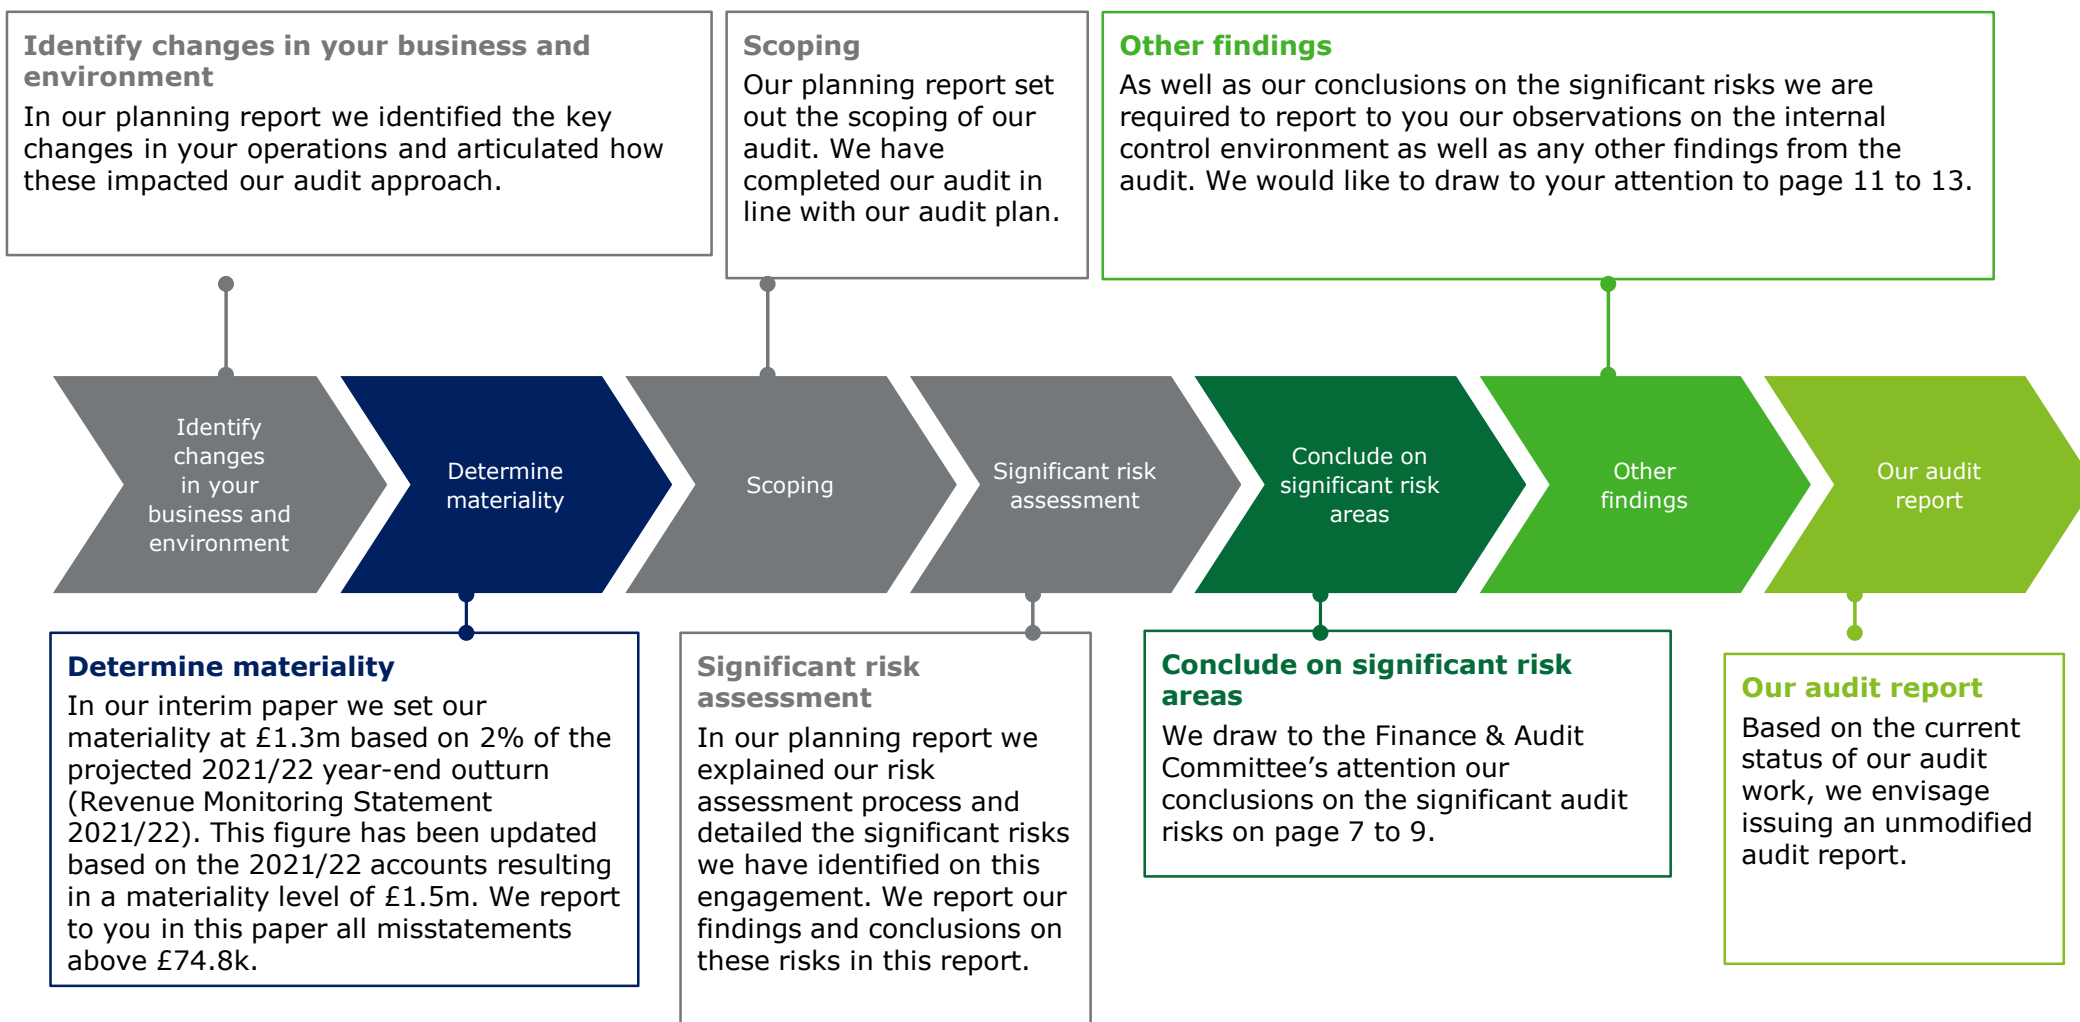 Identify changes in your business and
environment
In our planning report we identified the key
changes in your operations and articulated how
these impacted our audit approach.
Scoping
Our planning report set
out the scoping of our
audit. We have
completed our audit in
line with our audit plan.
Other findings
As well as our conclusions on the significant risks we are
required to report to you our observations on the internal
control environment as well as any other findings from the
audit. We would like to draw to your attention to page 11 to 13.
Identify
changes
in your
business and
environment
Determine
materiality
Scoping
Significant risk
assessment
Conclude on
significant risk
areas
Other
findings
Our audit
report
Determine materiality
In our interim paper we set our
materiality at £1.3m based on 2% of the
projected 2021/22 year-end outturn
(Revenue Monitoring Statement
2021/22). This figure has been updated
based on the 2021/22 accounts resulting
in a materiality level of £1.5m. We report
to you in this paper all misstatements
above £74.8k.
Significant risk
assessment
In our planning report we
explained our risk
assessment process and
detailed the significant risks
we have identified on this
engagement. We report our
findings and conclusions on
these risks in this report.
Conclude on significant risk
areas
We draw to the Finance & Audit
Committee’s attention our
conclusions on the significant audit
risks on page 7 to 9.
Our audit report
Based on the current
status of our audit
work, we envisage
issuing an unmodified
audit report.